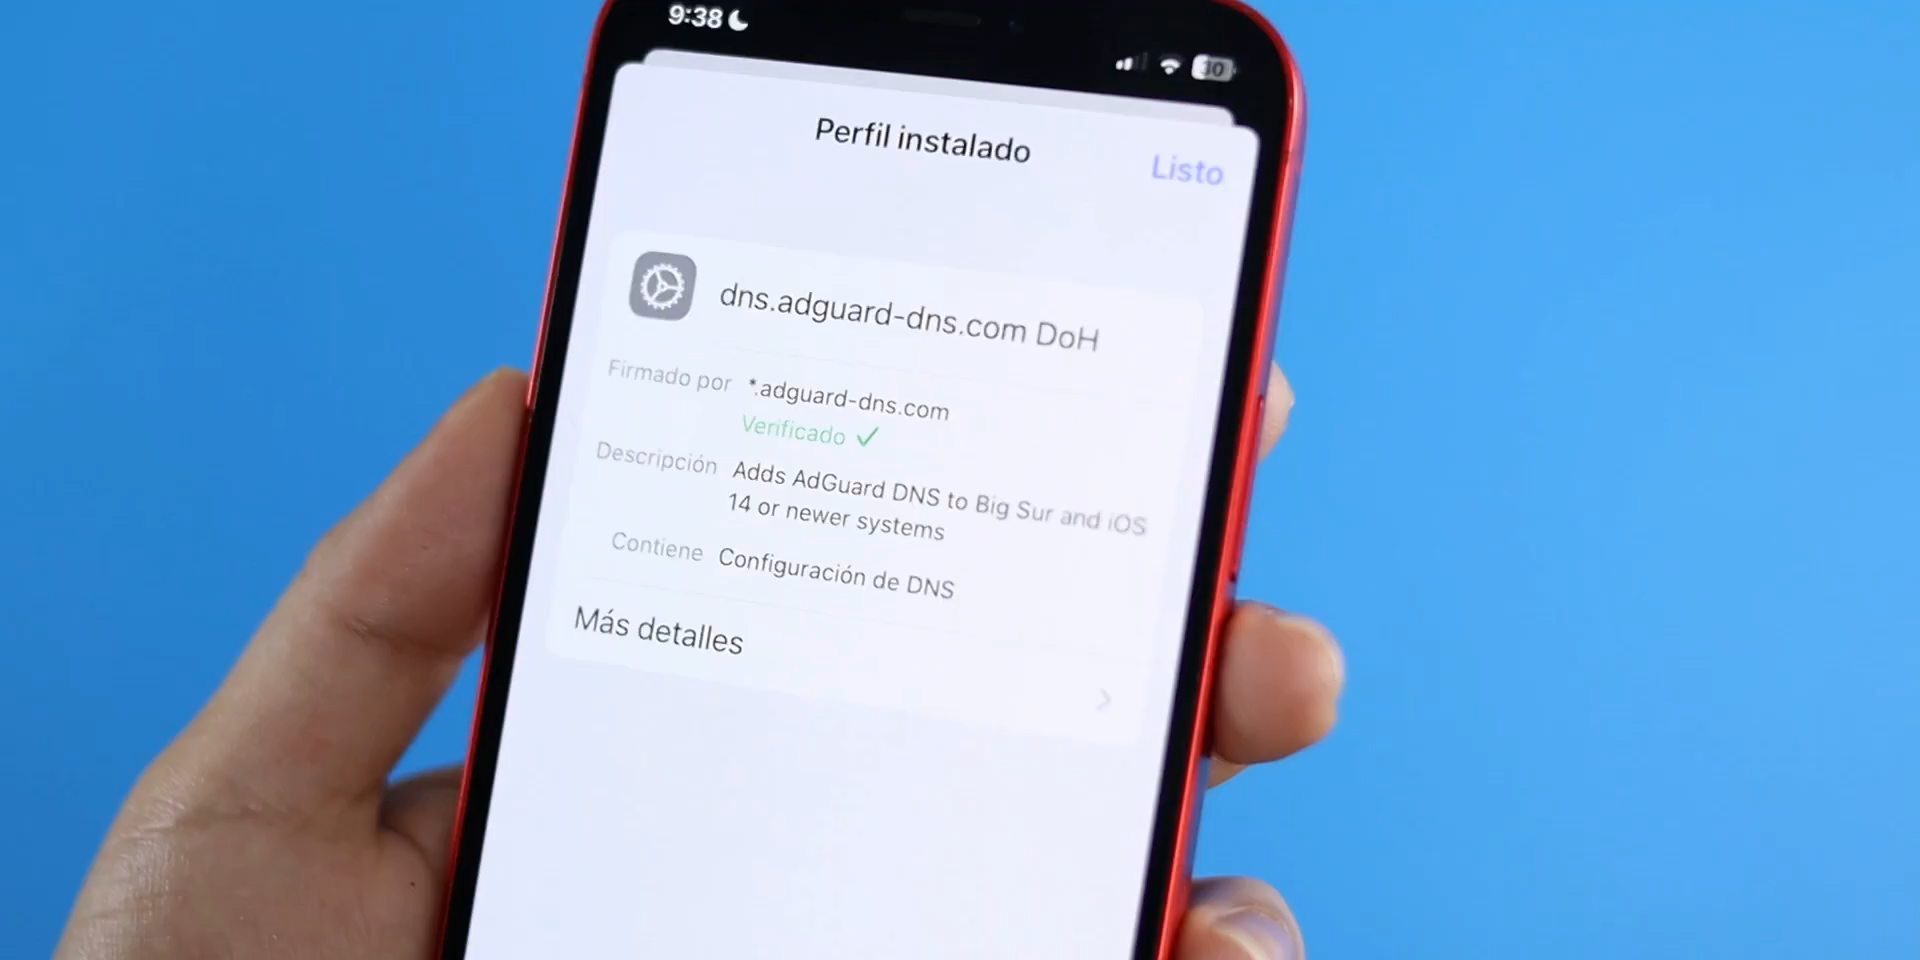 9:38
30
Perfil instalado
Listo
dns.adguard-dns.com DoH
Firmado por *.adguard-dns.com
Verificado ✓
Descripción Adds AdGuard DNS to Big Sur and iOS
14 or newer systems
Contiene Configuración de DNS
Más detalles